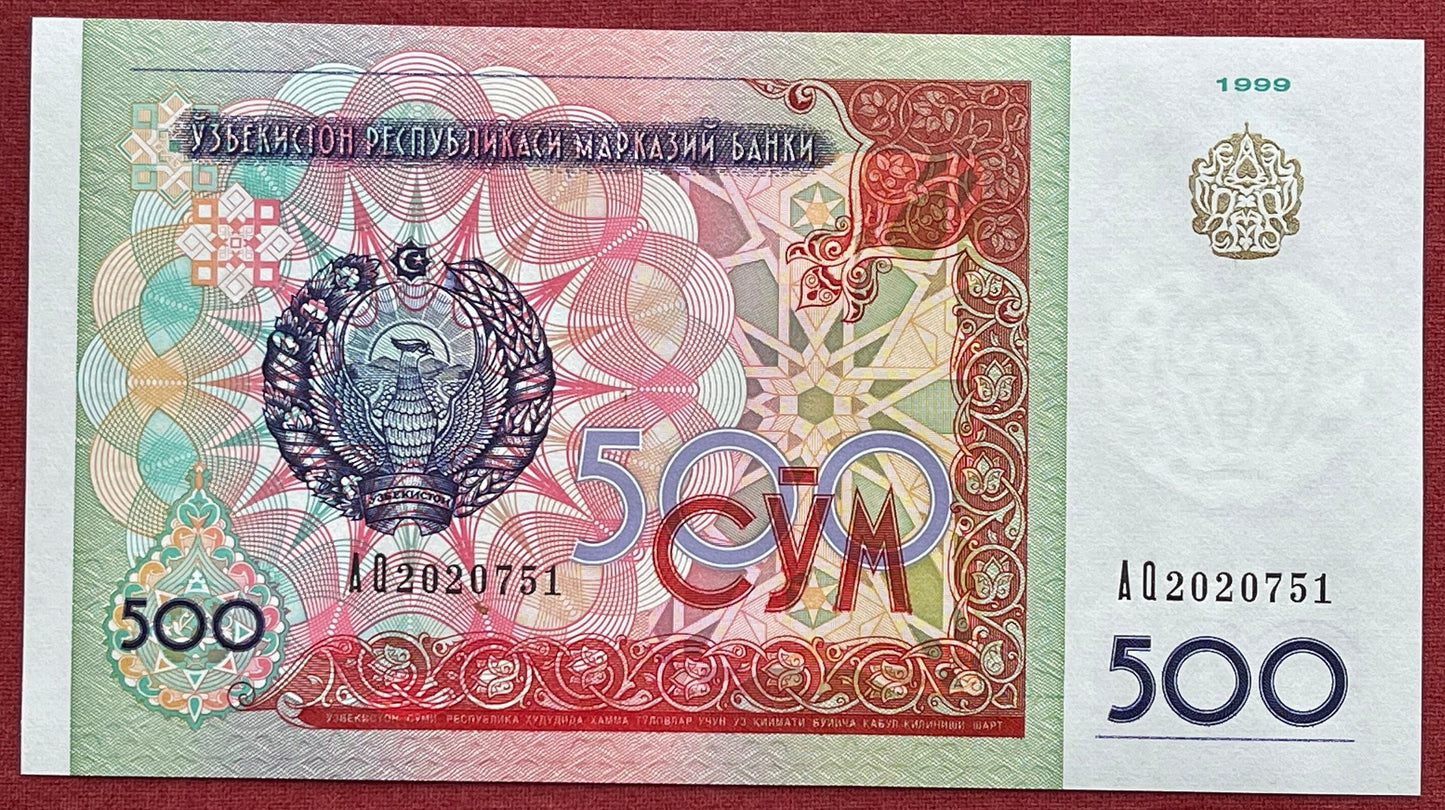 1999
ЎЗБЕКИСТОН РЕСПУБЛИКАСИ МАРКАЗИЙ БАНКИ
ЎЗБЕКИСТОН
500
СЎМ
AQ2020751
AQ2020751
500
500
ЎЗБЕКИСТОН СЎМИ РЕСПУБЛИКА ҲУДУДИДА ҲАММА ТЎЛОВЛАР УЧУН ЎЗ ҚИЙМАТИ БЎЙИЧА ҚАБУЛ ҚИЛИНИШИ ШАРТ